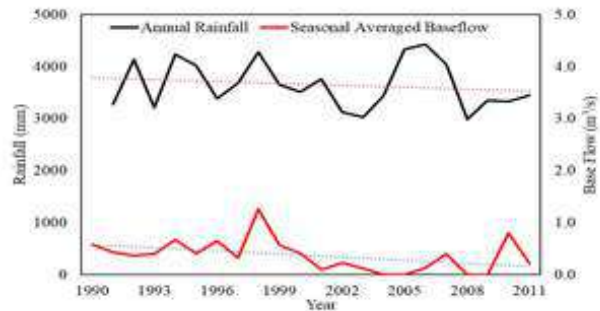 Annual Rainfall Seasonal Averaged Baseflow
5000 5.0
4000 4.0
3000 3.0
2000 2.0
1000 1.0
0 0.0
Rainfall (mm)
Base Flow (m³/s)
1990 1993 1996 1999 2002 2005 2008 2011
Year